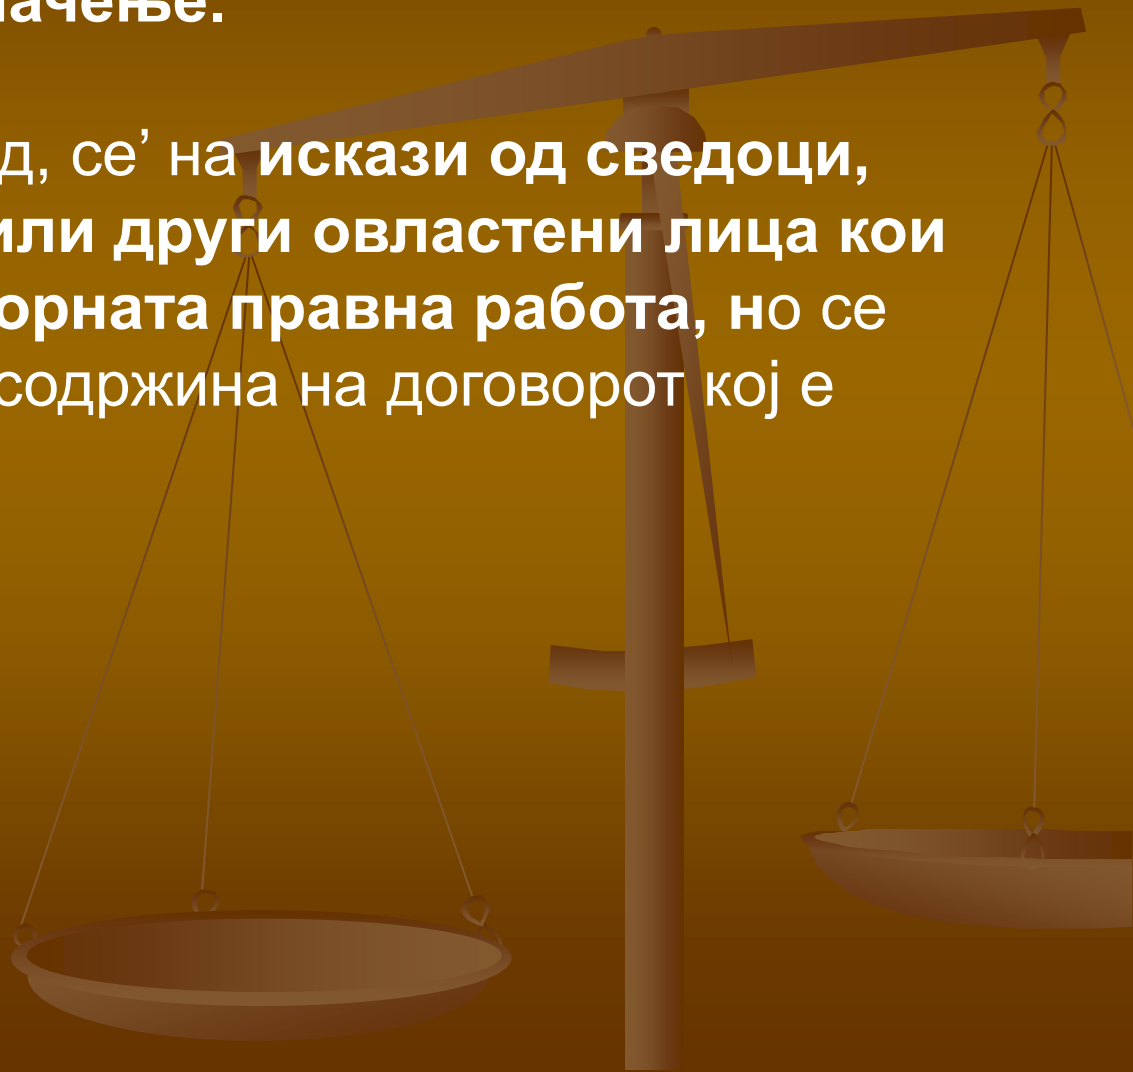 ачење.
д, се’ на искази од сведоци,
или други овластени лица кои
орната правна работа, но се
содржина на договорот кој е